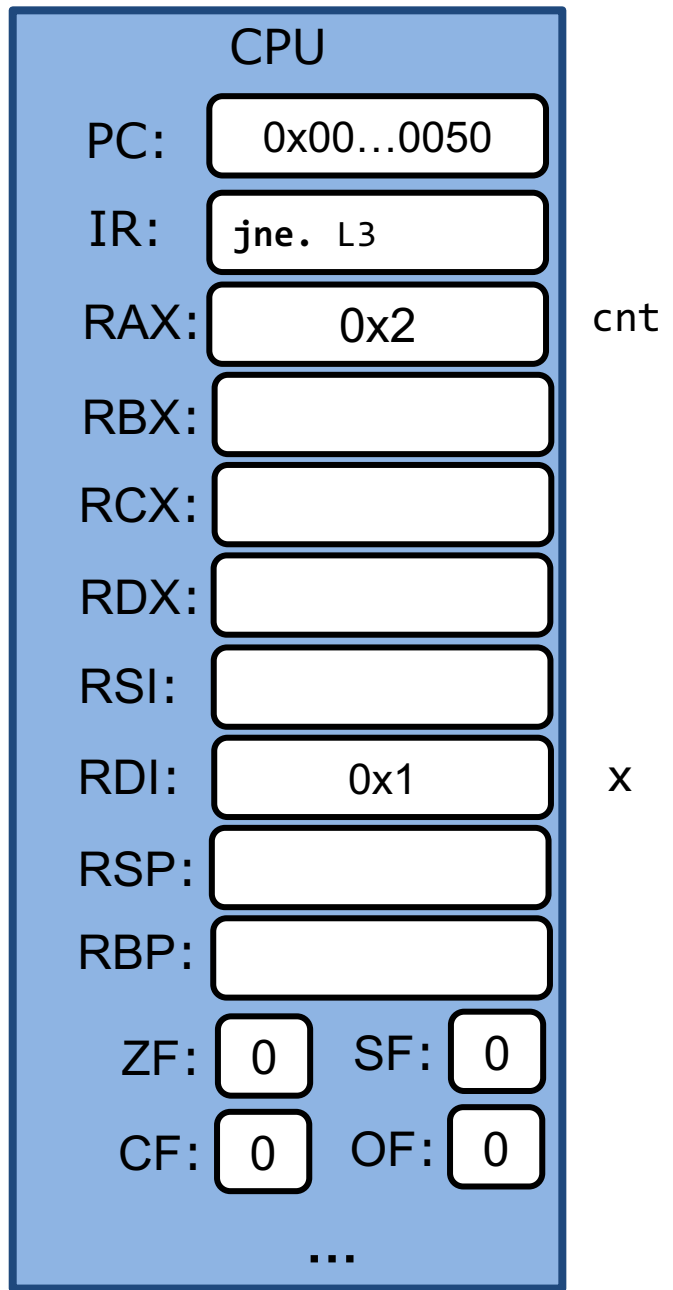 CPU
PC: 0x00…0050
IR: jne. L3
RAX: 0x2 cnt
RBX:
RCX:
RDX:
RSI:
RDI: 0x1 x
RSP:
RBP:
ZF: 0 SF: 0
CF: 0 OF: 0
...